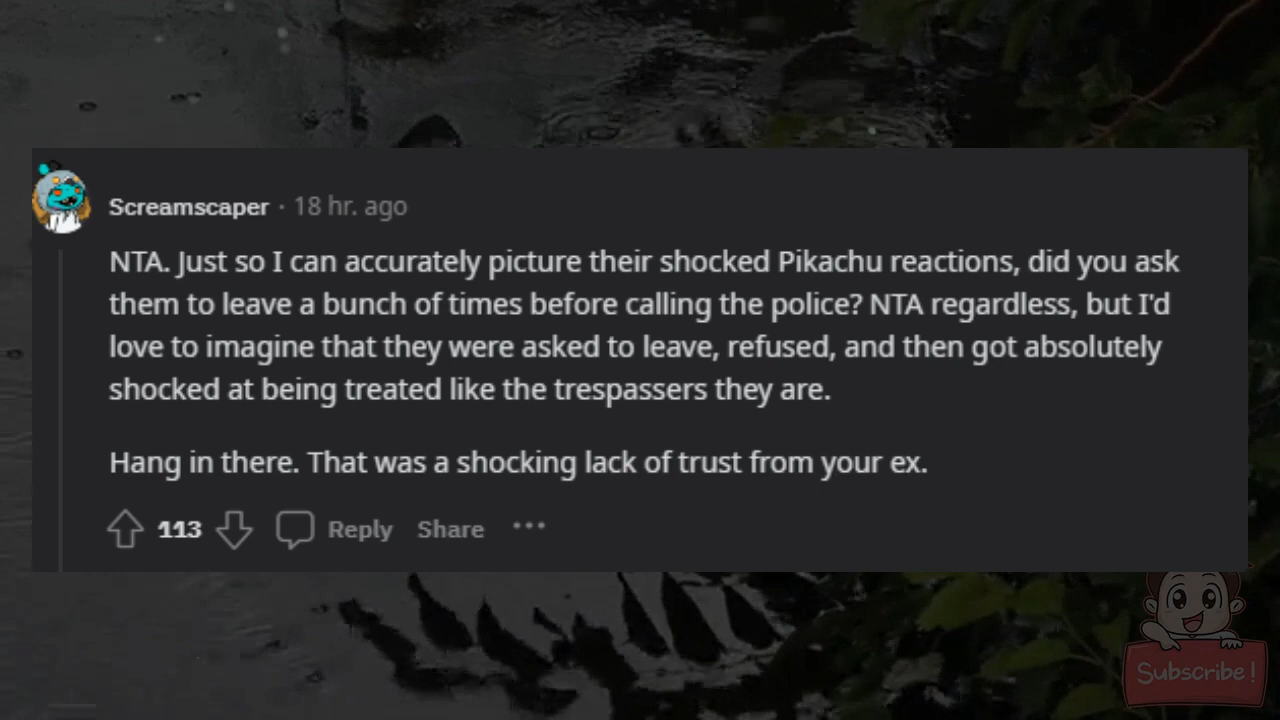 Screamscaper · 18 hr. ago
NTA. Just so I can accurately picture their shocked Pikachu reactions, did you ask
them to leave a bunch of times before calling the police? NTA regardless, but I'd
love to imagine that they were asked to leave, refused, and then got absolutely
shocked at being treated like the trespassers they are.
Hang in there. That was a shocking lack of trust from your ex.
113 Reply Share ...
Subscribe!